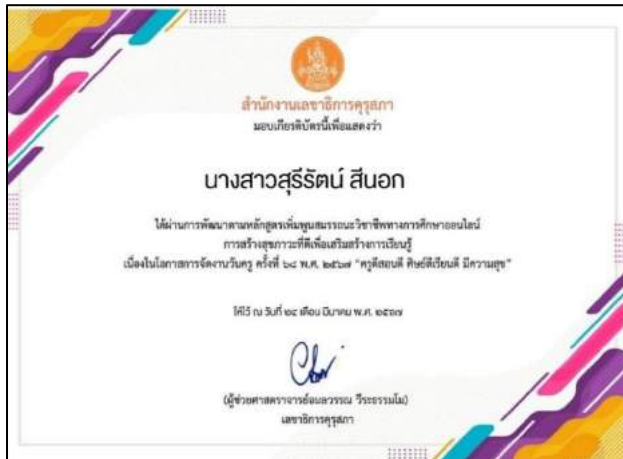 สำนักงานเลขาธิการคุรุสภา
มอบเกียรติบัตรนี้เพื่อแสดงว่า
นางสาวสุรีรัตน์ สีนอก
ได้ผ่านการพัฒนาตามหลักสูตรเพิ่มพูนสมรรถนะวิชาชีพทางการศึกษาออนไลน์
การสร้างสุขภาวะที่ดีเพื่อเสริมสร้างการเรียนรู้
เนื่องในโอกาสการจัดงานวันครู ครั้งที่ ๖๘ พ.ศ. ๒๕๖๗ "ครูดีสอนดี ศิษย์ดีเรียนดี มีความสุข"
ให้ไว้ ณ วันที่ ๒๔ เดือน มีนาคม พ.ศ. ๒๕๖๗
(ผู้ช่วยศาสตราจารย์อมลวรรณ วีระธรรมโม)
เลขาธิการคุรุสภา